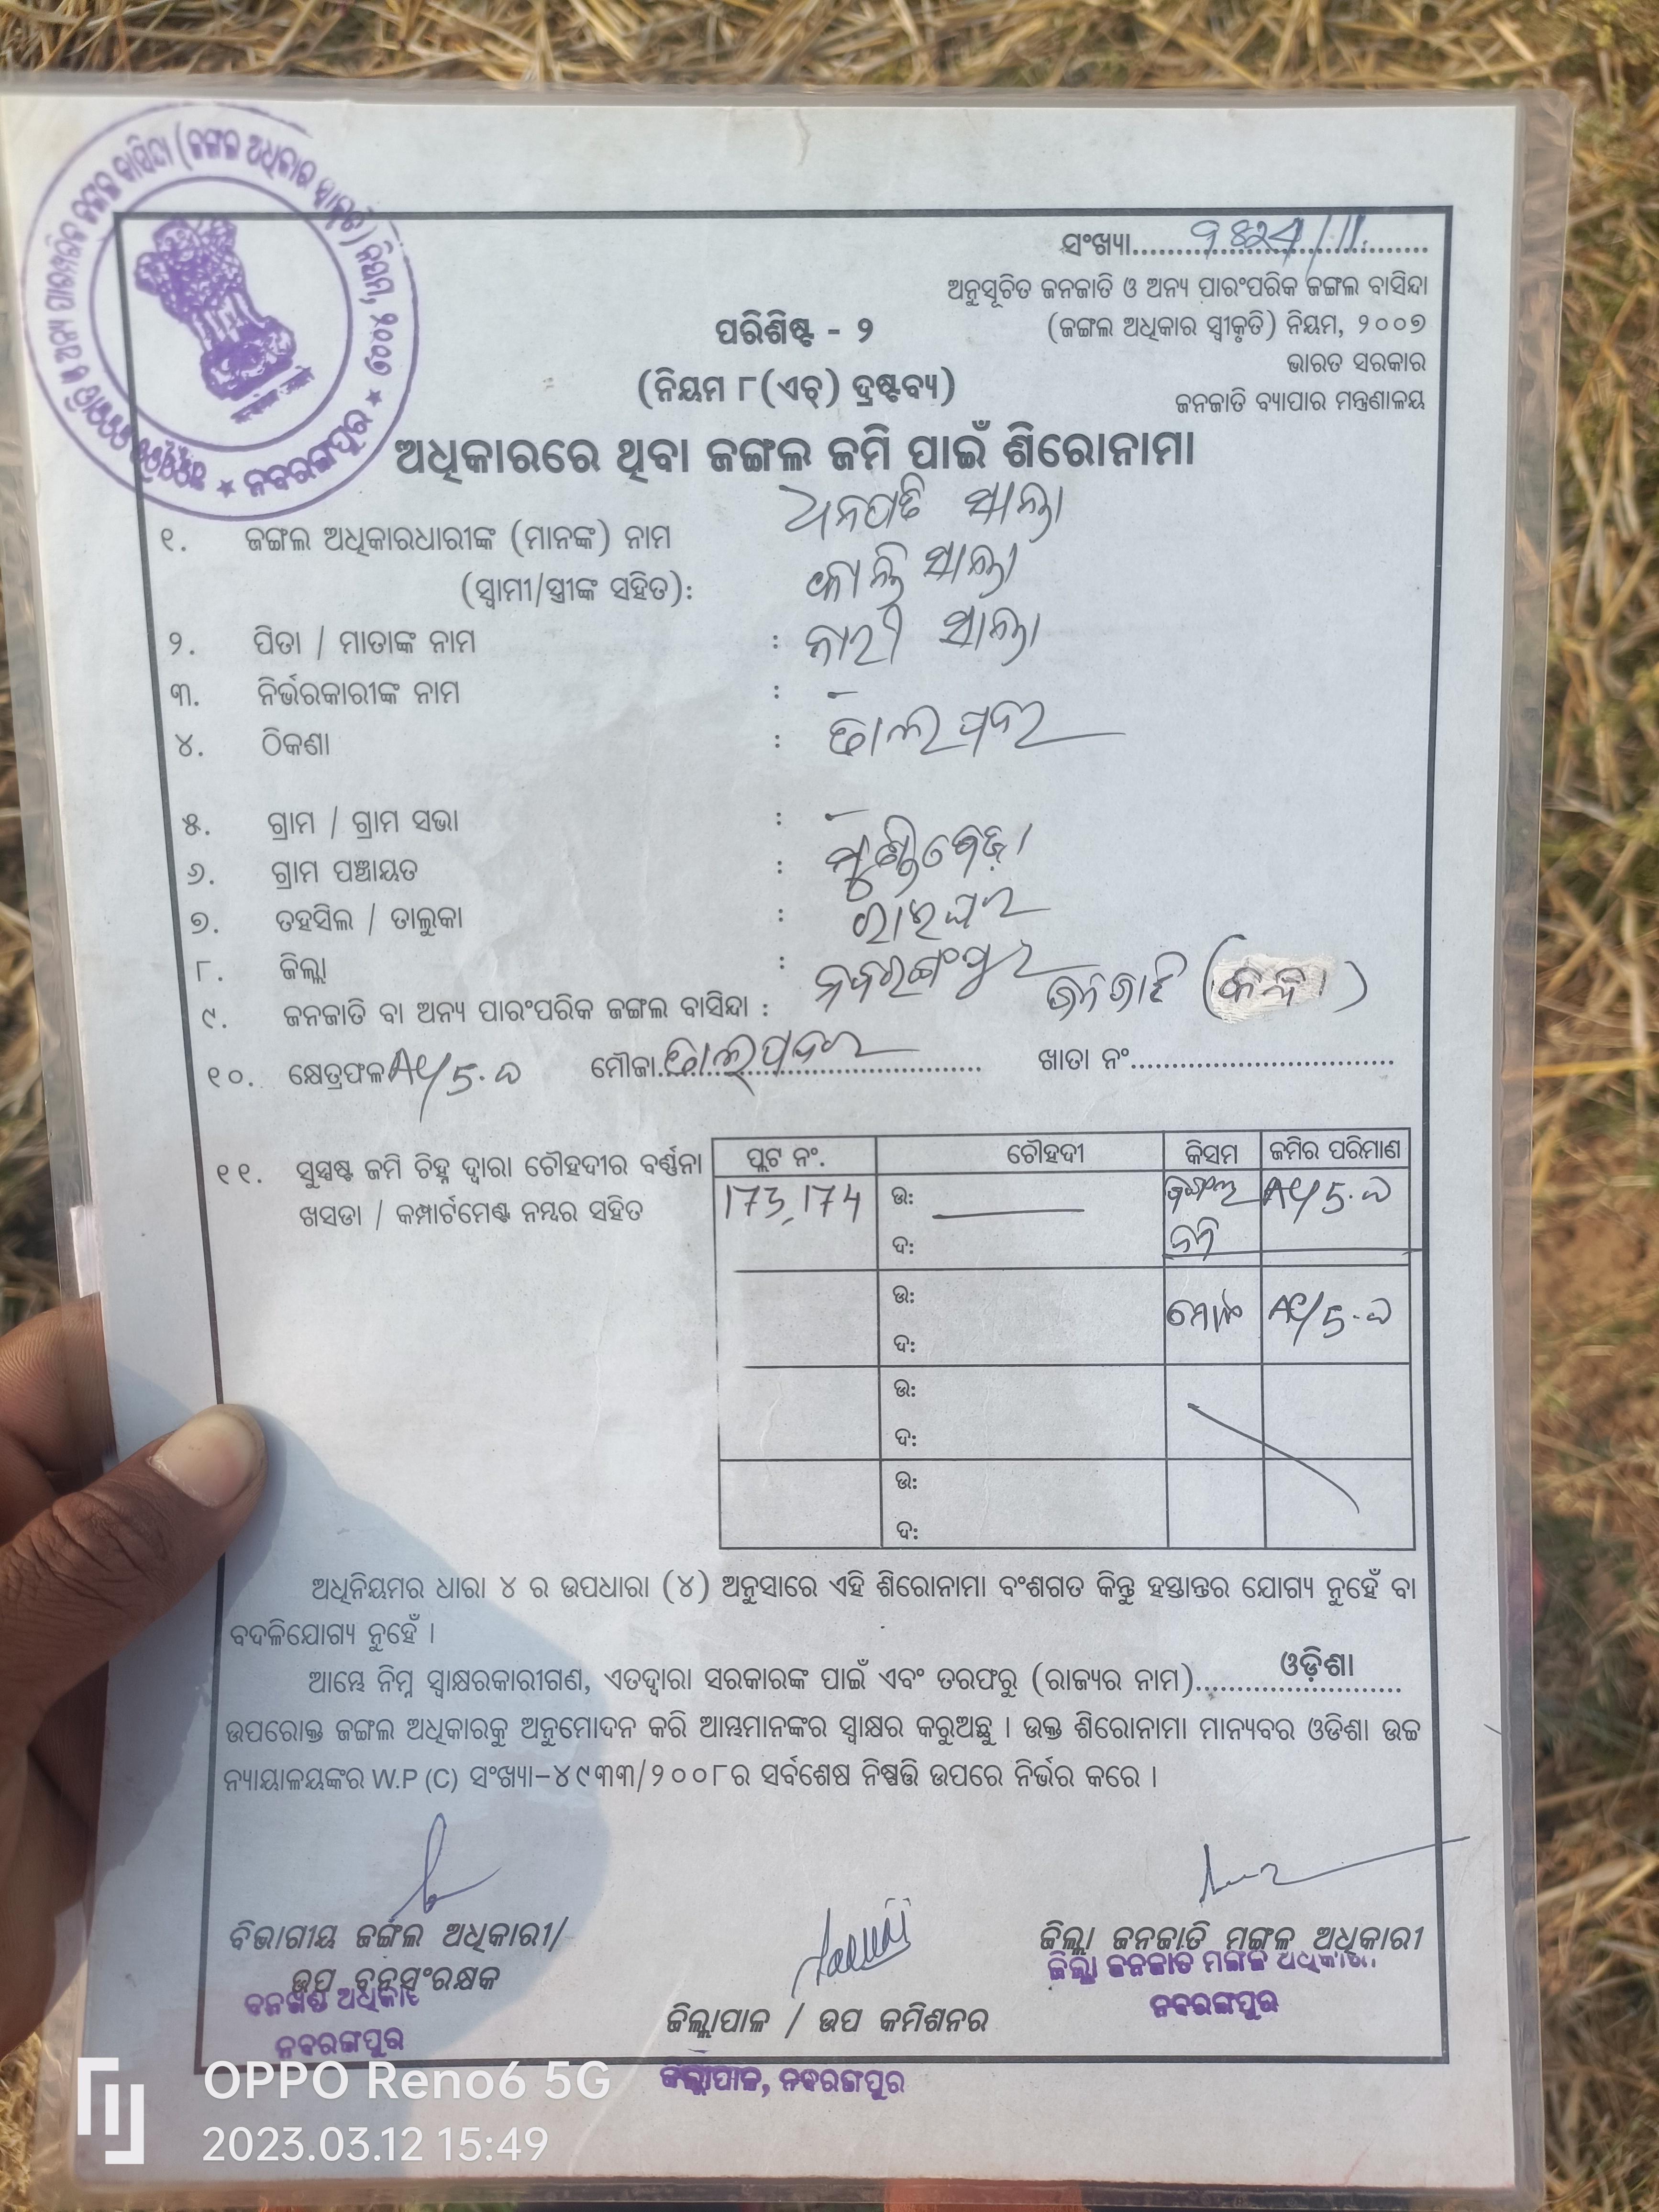 ସଂଖ୍ୟା
ଅନୁସୂଚିତ ଜନଜାତି ଓ ଅନ୍ୟ ପାରଂପରିକ ଜଙ୍ଗଲ ବାସିନ୍ଦା
(ଜଙ୍ଗଲ ଅଧିକାର ସ୍ୱୀକୃତି) ନିୟମ, ୨୦୦୭
ଭାରତ ସରକାର
ଜନଜାତି ବ୍ୟାପାର ମନ୍ତ୍ରଣାଳୟ
ପରିଶିଷ୍ଟ - ୨
(ନିୟମ ୮(ଏଚ୍) ଦ୍ରଷ୍ଟବ୍ୟ)
ଅଧିକାରରେ ଥିବା ଜଙ୍ଗଲ ଜମି ପାଇଁ ଶିରୋନାମା
୧. ଜଙ୍ଗଲ ଅଧିକାରଧାରୀଙ୍କ (ମାନଙ୍କ) ନାମ
(ସ୍ୱାମୀ/ସ୍ତ୍ରୀଙ୍କ ସହିତ):
୨. ପିତା / ମାତାଙ୍କ ନାମ :
୩. ନିର୍ଭରକାରୀଙ୍କ ନାମ : -
୪. ଠିକଣା :
୫. ଗ୍ରାମ / ଗ୍ରାମ ସଭା : -
୬. ଗ୍ରାମ ପଞ୍ଚାୟତ :
୭. ତହସିଲ / ତାଲୁକା : ରାଇଘର
୮. ଜିଲ୍ଲା : ନବରଙ୍ଗପୁର
୯. ଜନଜାତି ବା ଅନ୍ୟ ପାରଂପରିକ ଜଙ୍ଗଲ ବାସିନ୍ଦା : ଜନଜାତି
୧୦. କ୍ଷେତ୍ରଫଳ ମୌଜା ଖାତା ନଂ
୧୧. ସୁସ୍ପଷ୍ଟ ଜମି ଚିହ୍ନ ଦ୍ୱାରା ଚୌହଦୀର ବର୍ଣ୍ଣନା
ଖସଡା / କମ୍ପାର୍ଟମେଣ୍ଟ ନମ୍ବର ସହିତ
ପ୍ଲଟ ନଂ. ଚୌହଦୀ କିସମ ଜମିର ପରିମାଣ
173, 174 ଉ: ଜଙ୍ଗଲ
ଦ: ଜମି
ଉ: ମୋଟ
ଦ:
ଉ:
ଦ:
ଉ:
ଦ:
ଅଧିନିୟମର ଧାରା ୪ ର ଉପଧାରା (୪) ଅନୁସାରେ ଏହି ଶିରୋନାମା ବଂଶଗତ କିନ୍ତୁ ହସ୍ତାନ୍ତର ଯୋଗ୍ୟ ନୁହେଁ ବା
ବଦଳିଯୋଗ୍ୟ ନୁହେଁ ।
ଆମ୍ଭେ ନିମ୍ନ ସ୍ୱାକ୍ଷରକାରୀଗଣ, ଏତଦ୍ୱାରା ସରକାରଙ୍କ ପାଇଁ ଏବଂ ତରଫରୁ (ରାଜ୍ୟର ନାମ) ଓଡ଼ିଶା
ଉପରୋକ୍ତ ଜଙ୍ଗଲ ଅଧିକାରକୁ ଅନୁମୋଦନ କରି ଆମ୍ଭମାନଙ୍କର ସ୍ୱାକ୍ଷର କରୁଅଛୁ । ଉକ୍ତ ଶିରୋନାମା ମାନ୍ୟବର ଓଡିଶା ଉଚ୍ଚ
ନ୍ୟାୟାଳୟଙ୍କର W.P (C) ସଂଖ୍ୟା-୪୯୩୩/୨୦୦୮ର ସର୍ବଶେଷ ନିଷ୍ପତ୍ତି ଉପରେ ନିର୍ଭର କରେ ।
ବିଭାଗୀୟ ଜଙ୍ଗଲ ଅଧିକାରୀ/
ଉପ ବନସଂରକ୍ଷକ
ବନଖଣ୍ଡ ଅଧିକାରୀ
ନବରଙ୍ଗପୁର
ଜିଲ୍ଲାପାଳ / ଉପ କମିଶନର
ଜିଲ୍ଲାପାଳ, ନବରଙ୍ଗପୁର
ଜିଲ୍ଲା ଜନଜାତି ମଙ୍ଗଳ ଅଧିକାରୀ
ଜିଲ୍ଲା ଜନଜାତି ମଙ୍ଗଳ ଅଧିକାରୀ
ନବରଙ୍ଗପୁର
OPPO Reno6 5G
2023.03.12 15:49